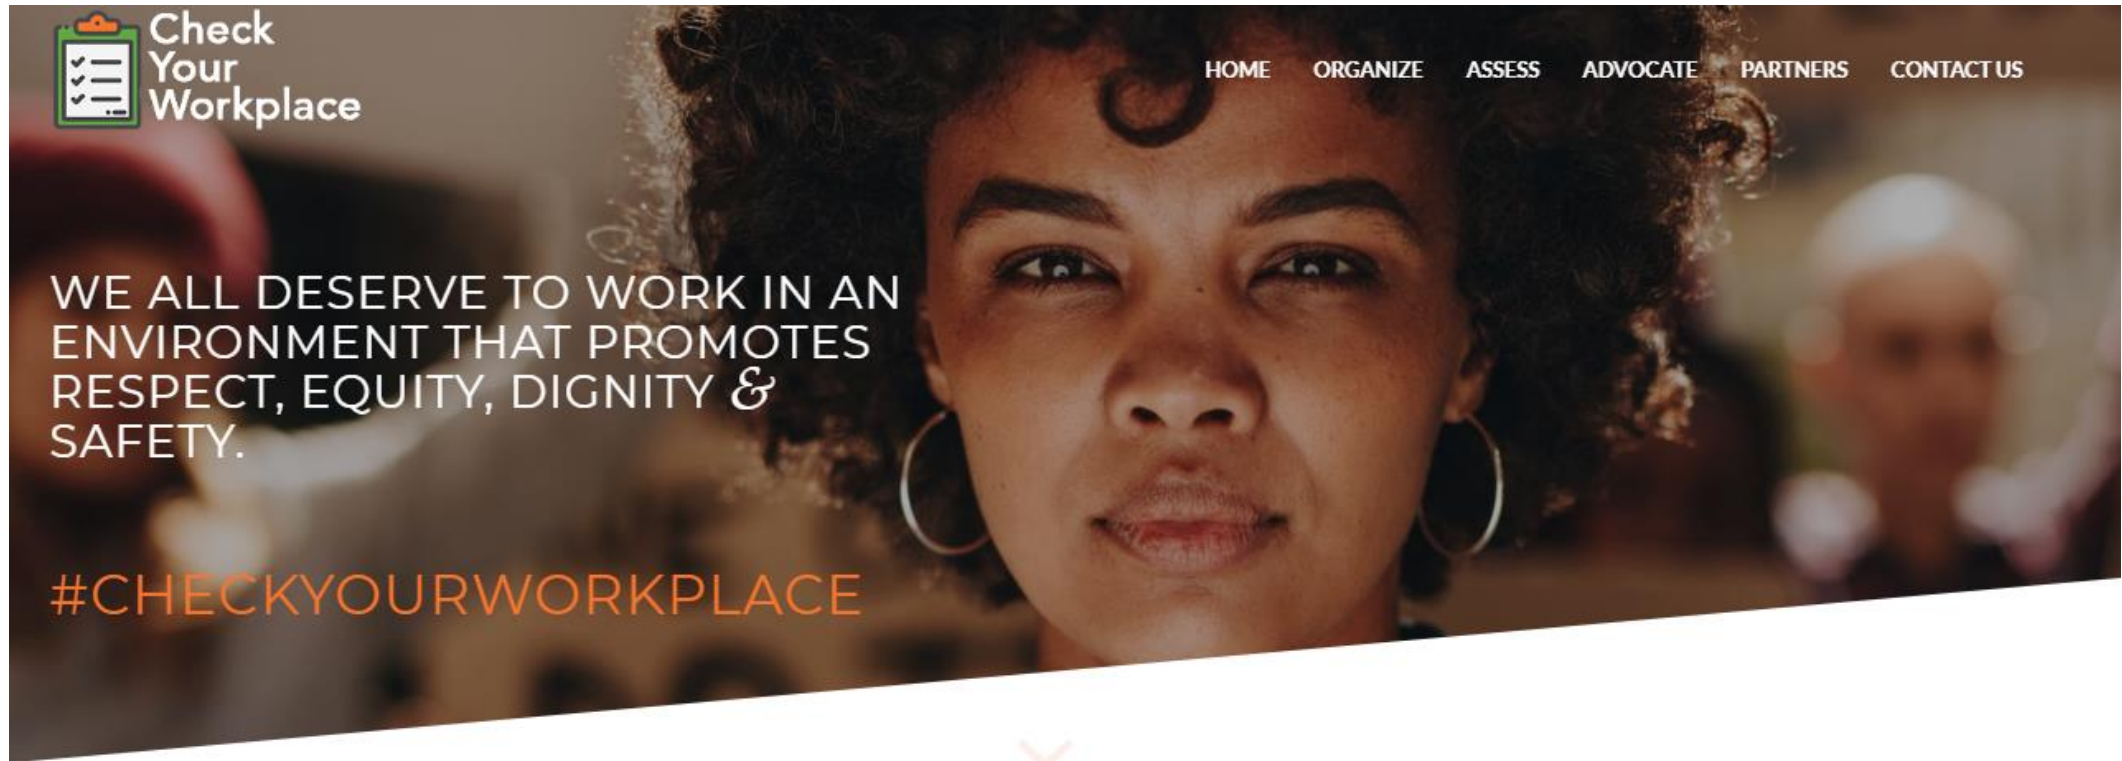 Check
Your
Workplace
HOME ORGANIZE ASSESS ADVOCATE PARTNERS CONTACT US
WE ALL DESERVE TO WORK IN AN
ENVIRONMENT THAT PROMOTES
RESPECT, EQUITY, DIGNITY &
SAFETY.
#CHECKYOURWORKPLACE